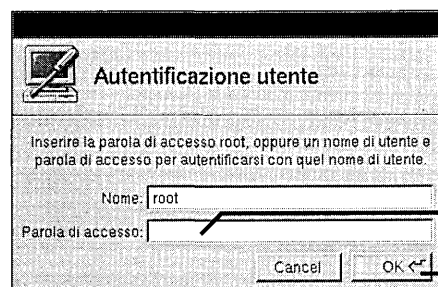 Autentificazione utente
Inserire la parola di accesso root, oppure un nome di utente e
parola di accesso per autentificarsi con quel nome di utente.
Nome: root
Parola di accesso:
Cancel OK